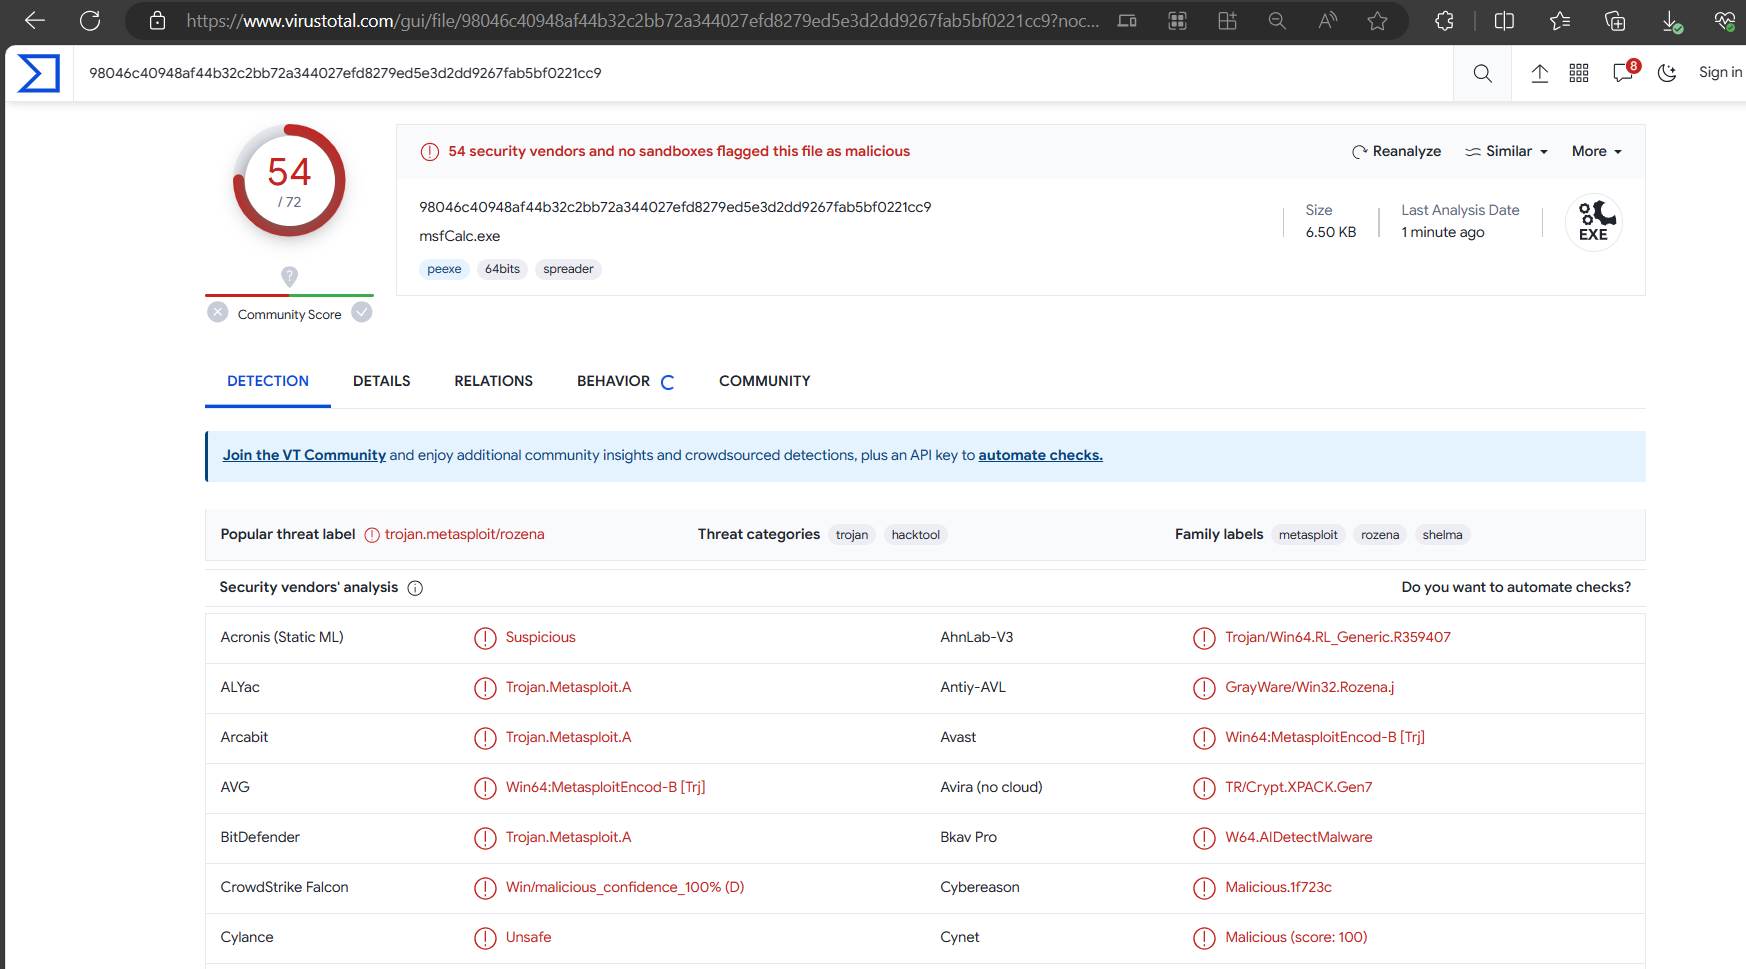 https://www.virustotal.com/gui/file/98046c40948af44b32c2bb72a344027efd8279ed5e3d2dd9267fab5bf0221cc9?noc...
98046c40948af44b32c2bb72a344027efd8279ed5e3d2dd9267fab5bf0221cc9
8
Sign in
54
/ 72
Community Score
54 security vendors and no sandboxes flagged this file as malicious
Reanalyze
Similar
More
98046c40948af44b32c2bb72a344027efd8279ed5e3d2dd9267fab5bf0221cc9
msfCalc.exe
peexe 64bits spreader
Size
6.50 KB
Last Analysis Date
1 minute ago
EXE
DETECTION DETAILS RELATIONS BEHAVIOR COMMUNITY
Join the VT Community and enjoy additional community insights and crowdsourced detections, plus an API key to automate checks.
Popular threat label trojan.metasploit/rozena Threat categories trojan hacktool Family labels metasploit rozena shelma
Security vendors' analysis Do you want to automate checks?
Acronis (Static ML) Suspicious AhnLab-V3 Trojan/Win64.RL_Generic.R359407
ALYac Trojan.Metasploit.A Antiy-AVL GrayWare/Win32.Rozena.j
Arcabit Trojan.Metasploit.A Avast Win64:MetasploitEncod-B [Trj]
AVG Win64:MetasploitEncod-B [Trj] Avira (no cloud) TR/Crypt.XPACK.Gen7
BitDefender Trojan.Metasploit.A Bkav Pro W64.AIDetectMalware
CrowdStrike Falcon Win/malicious_confidence_100% (D) Cybereason Malicious.1f723c
Cylance Unsafe Cynet Malicious (score: 100)